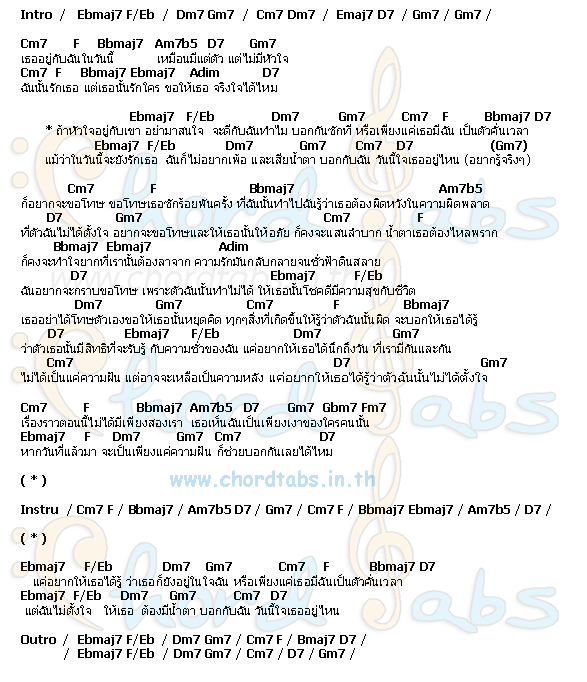 Intro / Ebmaj7 F/Eb / Dm7 Gm7 / Cm7 Dm7 / Emaj7 D7 / Gm7 / Gm7 /
Cm7 F Bbmaj7 Am7b5 D7 Gm7
เธออยู่กับฉันในวันนี้ เหมือนมีแต่ตัว แต่ไม่มีหัวใจ
Cm7 F Bbmaj7 Ebmaj7 Adim D7
ฉันนั้นรักเธอ แต่เธอนั้นรักใคร ขอให้เธอ จริงใจได้ไหม
Ebmaj7 F/Eb Dm7 Gm7 Cm7 F Bbmaj7 D7
* ถ้าหัวใจอยู่กับเขา อย่ามาสนใจ จะดีกับฉันทำไม บอกกันซักที่ หรือเพียงแค่เธอมีฉัน เป็นตัวคั่นเวลา
Ebmaj7 F/Eb Dm7 Gm7 Cm7 D7 (Gm7)
แม้ว่าในวันนี้จะยังรักเธอ ฉันก็ไม่อยากเพ้อ และเสียน้ำตา บอกกับฉัน วันนี้ใจเธออยู่ไหน (อยากรู้จริงๆ)
Cm7 F Bbmaj7 Am7b5
ก็อยากจะขอโทษ ขอโทษเธอซักร้อยพันครั้ง ที่ฉันนั้นทำไปฉันรู้ว่าเธอต้องผิดหวังในความผิดพลาด
D7 Gm7 Cm7 F
ที่ตัวฉันไม่ได้ตั้งใจ อยากจะขอโทษและให้เธอนั้นให้อภัย ก็คงจะแสนลำบาก น้ำตาเธอต้องไหลพราก
Bbmaj7 Ebmaj7 Adim
ก็คงจะทำใจยากที่เรานั้นต้องลาจาก ความรักมันกลับกลายจนชั่วฟ้าดินสลาย
D7 Ebmaj7 F/Eb
ฉันอยากจะกราบขอโทษ เพราะตัวฉันนั้นทำไม่ได้ ให้เธอนั้นโชคดีมีความสุขกับชีวิต
Dm7 Gm7 Cm7 F Bbmaj7
เธออย่าได้โทษตัวเองขอให้เธอนั้นหยุดคิด ทุกๆสิ่งที่เกิดขึ้นให้รู้ว่าตัวฉันนั้นผิด จะบอกให้เธอได้รู้
D7 Ebmaj7 F/Eb Dm7 Gm7
ว่าตัวเธอนั้นมีสิทธิที่จะรับรู้ กับความชั่วของฉัน แค่อยากให้เธอได้นึกถึงวัน ที่เรามีกันและกัน
Cm7 D7 Gm7
ไม่ได้เป็นแค่ความฝัน แต่อาจจะเหลือเป็นความหลัง แค่อยากให้เธอได้รู้ว่าตัวฉันนั้นไม่ได้ตั้งใจ
Cm7 F Bbmaj7 Am7b5 D7 Gm7 Gbm7 Fm7
เรื่องราวตอนนี้ไม่ได้มีเพียงสองเรา เธอเห็นฉันเป็นเพียงเงาของใครคนนั้น
Ebmaj7 F Dm7 Gm7 Cm7 D7
หากวันที่แล้วมา จะเป็นเพียงแค่ความฝัน ก็ช่วยบอกกันเลยได้ไหม
( * )
www.chordtabs.in.th
Instru / Cm7 F / Bbmaj7 / Am7b5 D7 / Gm7 / Cm7 F / Bbmaj7 Ebmaj7 / Am7b5 / D7 /
( * )
Ebmaj7 F/Eb Dm7 Gm7 Cm7 F Bbmaj7 D7
แค่อยากให้เธอได้รู้ ว่าเธอก็ยังอยู่ในใจฉัน หรือเพียงแค่เธอมีฉันเป็นตัวคั่นเวลา
Ebmaj7 F/Eb Dm7 Gm7 Cm7 D7
แต่ฉันไม่ตั้งใจ ให้เธอ ต้องมีน้ำตา บอกกับฉัน วันนี้ใจเธออยู่ไหน
Outro / Ebmaj7 F/Eb / Dm7 Gm7 / Cm7 F / Bmaj7 D7 /
/ Ebmaj7 F/Eb / Dm7 Gm7 / Cm7 / D7 / Gm7 /